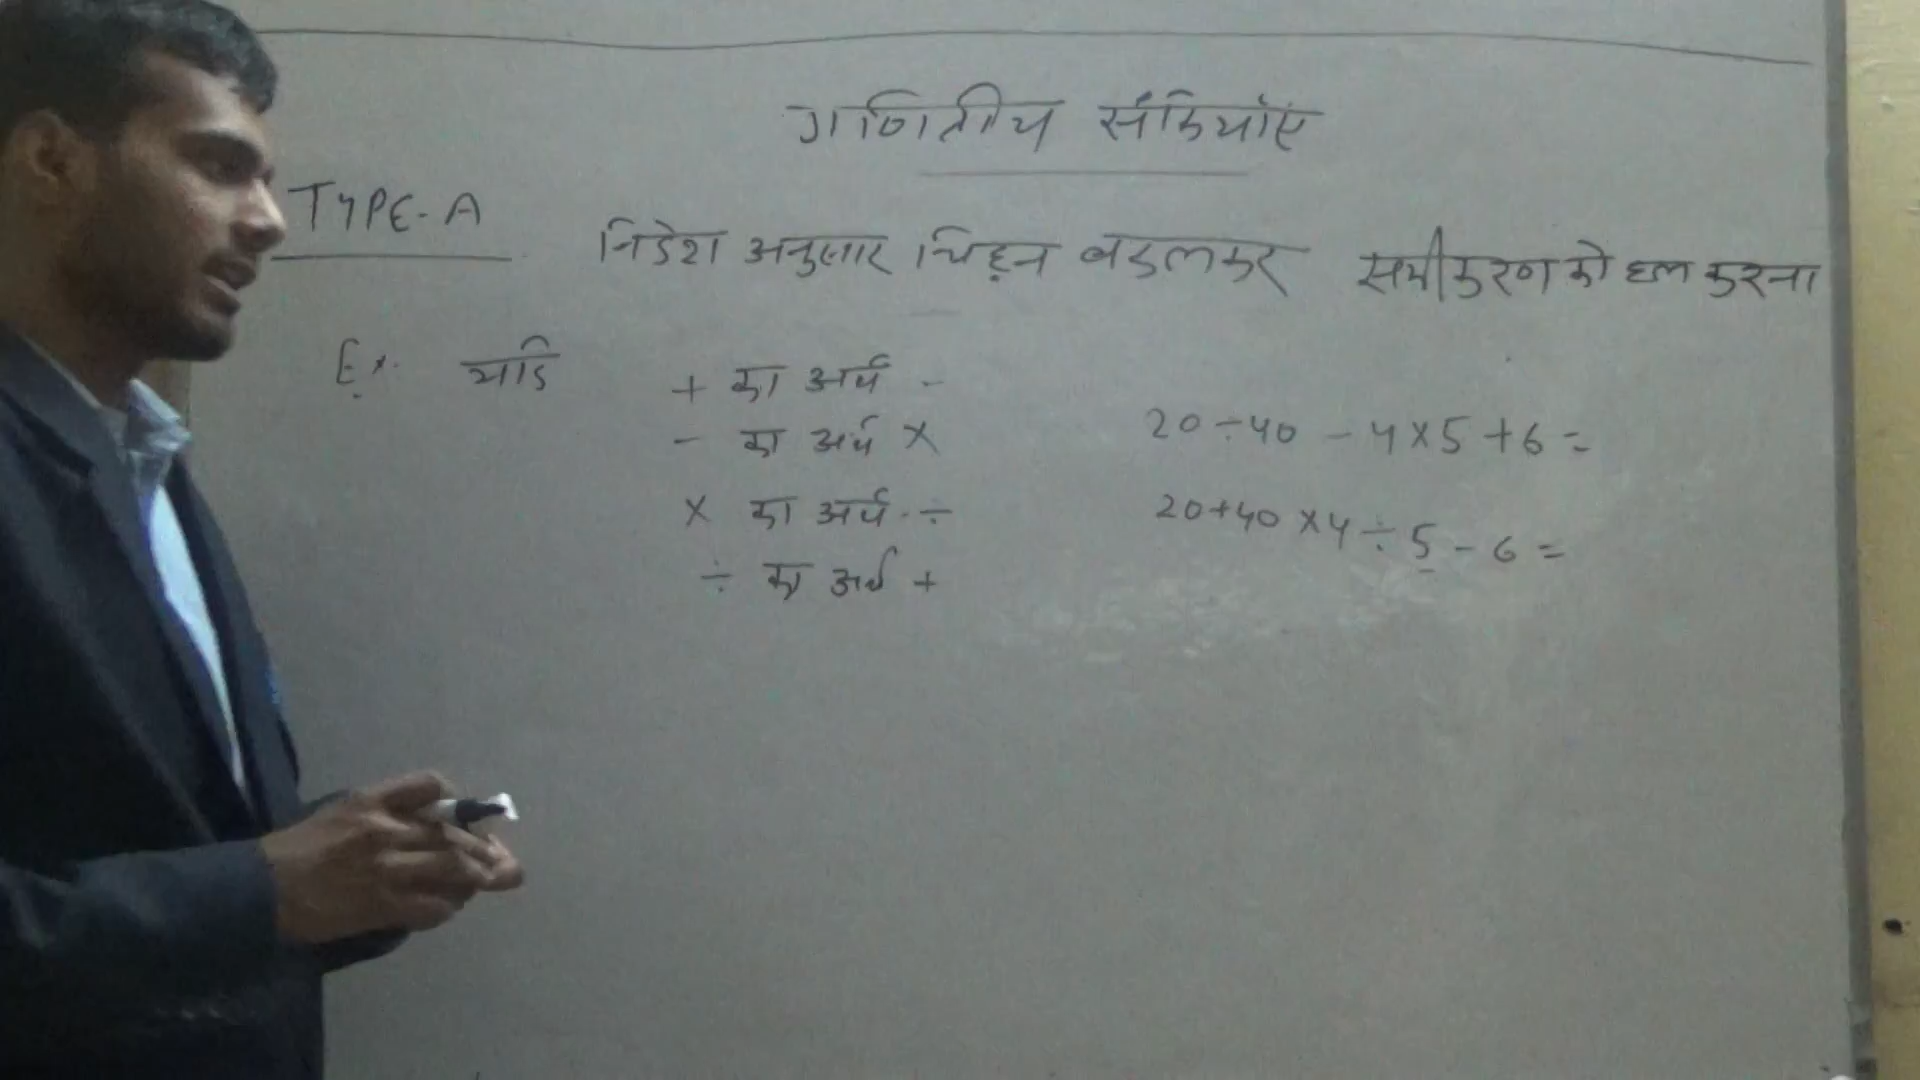 गणितीय संक्रियाएँ
TYPE-A निर्देश अनुसार चिह्न बदलकर समीकरण को हल करना
Ex. यदि + का अर्थ -
- का अर्थ × 20 ÷ 40 - 4 × 5 + 6 =
× का अर्थ ÷ 20 + 40 × 4 ÷ 5 - 6 =
÷ का अर्थ +